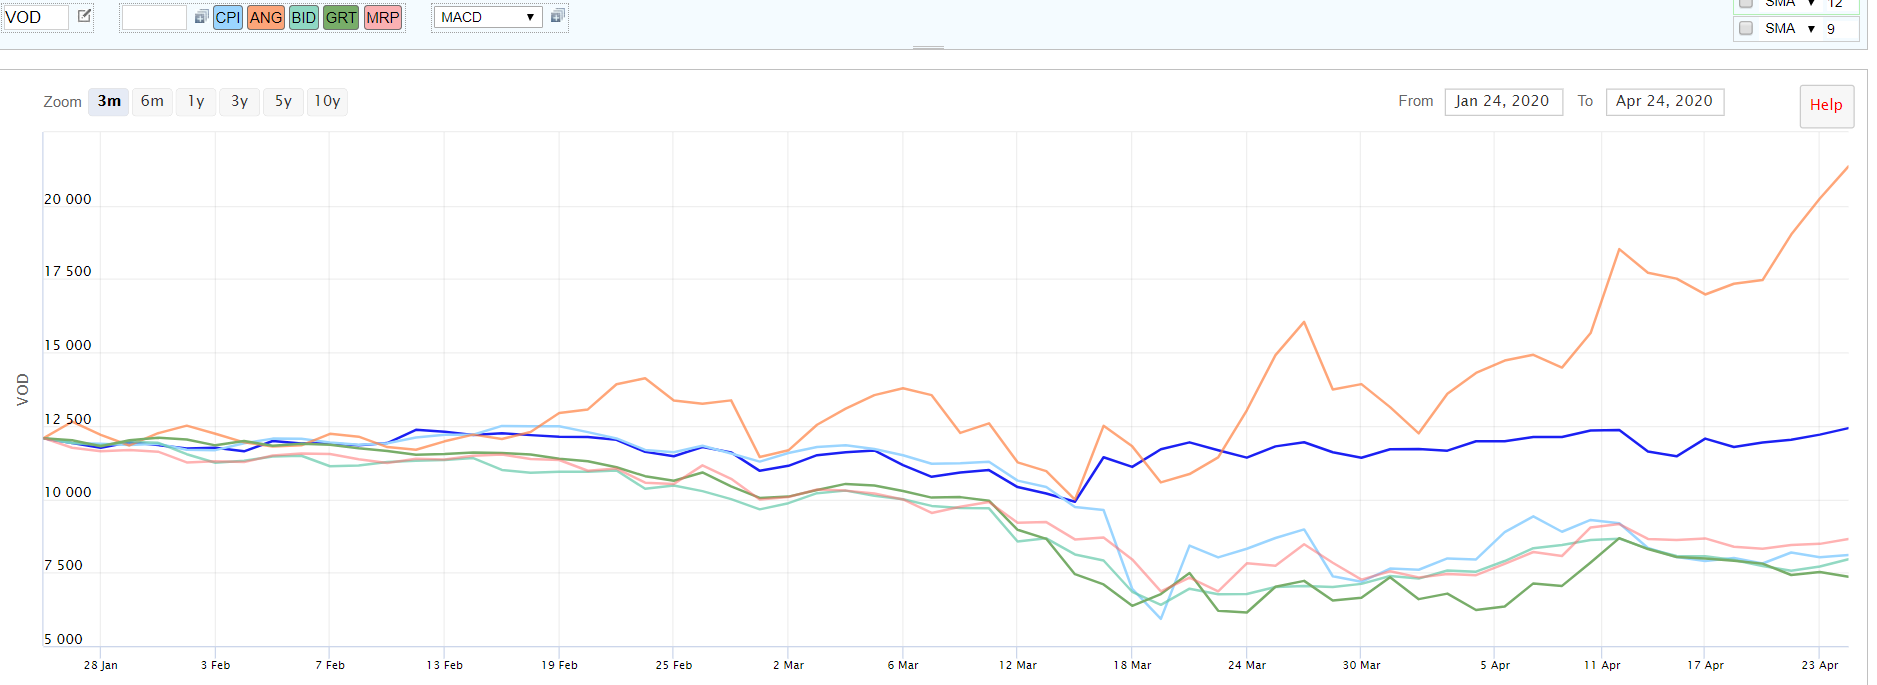 SMA ▼ 12
VOD CPI ANG BID GRT MRP MACD ▼
SMA ▼ 9
Zoom 3m 6m 1y 3y 5y 10y From Jan 24, 2020 To Apr 24, 2020 Help
20 000
17 500
15 000
12 500
10 000
7 500
5 000
VOD
28 Jan 3 Feb 7 Feb 13 Feb 19 Feb 25 Feb 2 Mar 6 Mar 12 Mar 18 Mar 24 Mar 30 Mar 5 Apr 11 Apr 17 Apr 23 Apr